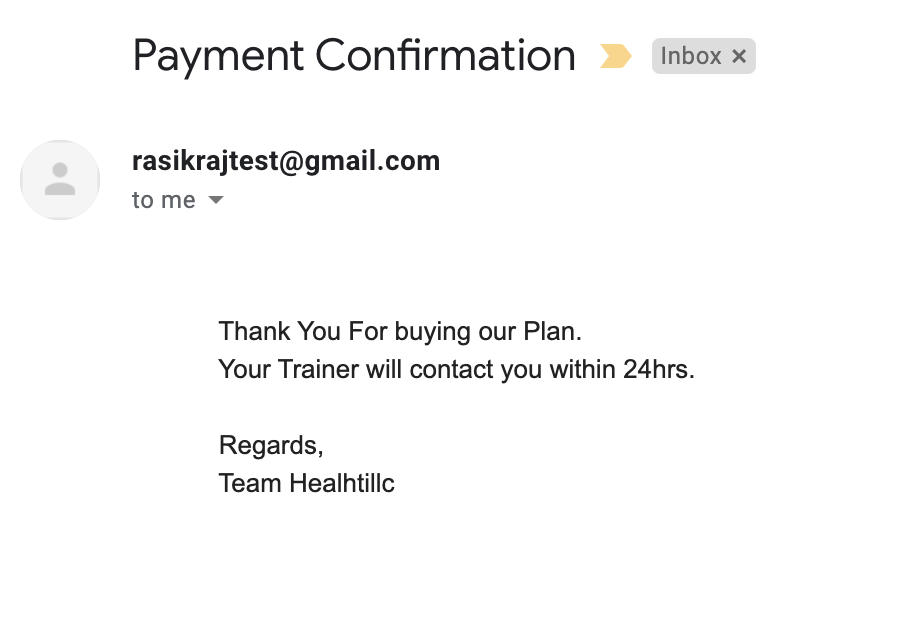 Payment Confirmation Inbox ×
rasikrajtest@gmail.com
to me
Thank You For buying our Plan.
Your Trainer will contact you within 24hrs.
Regards,
Team Healhtillc